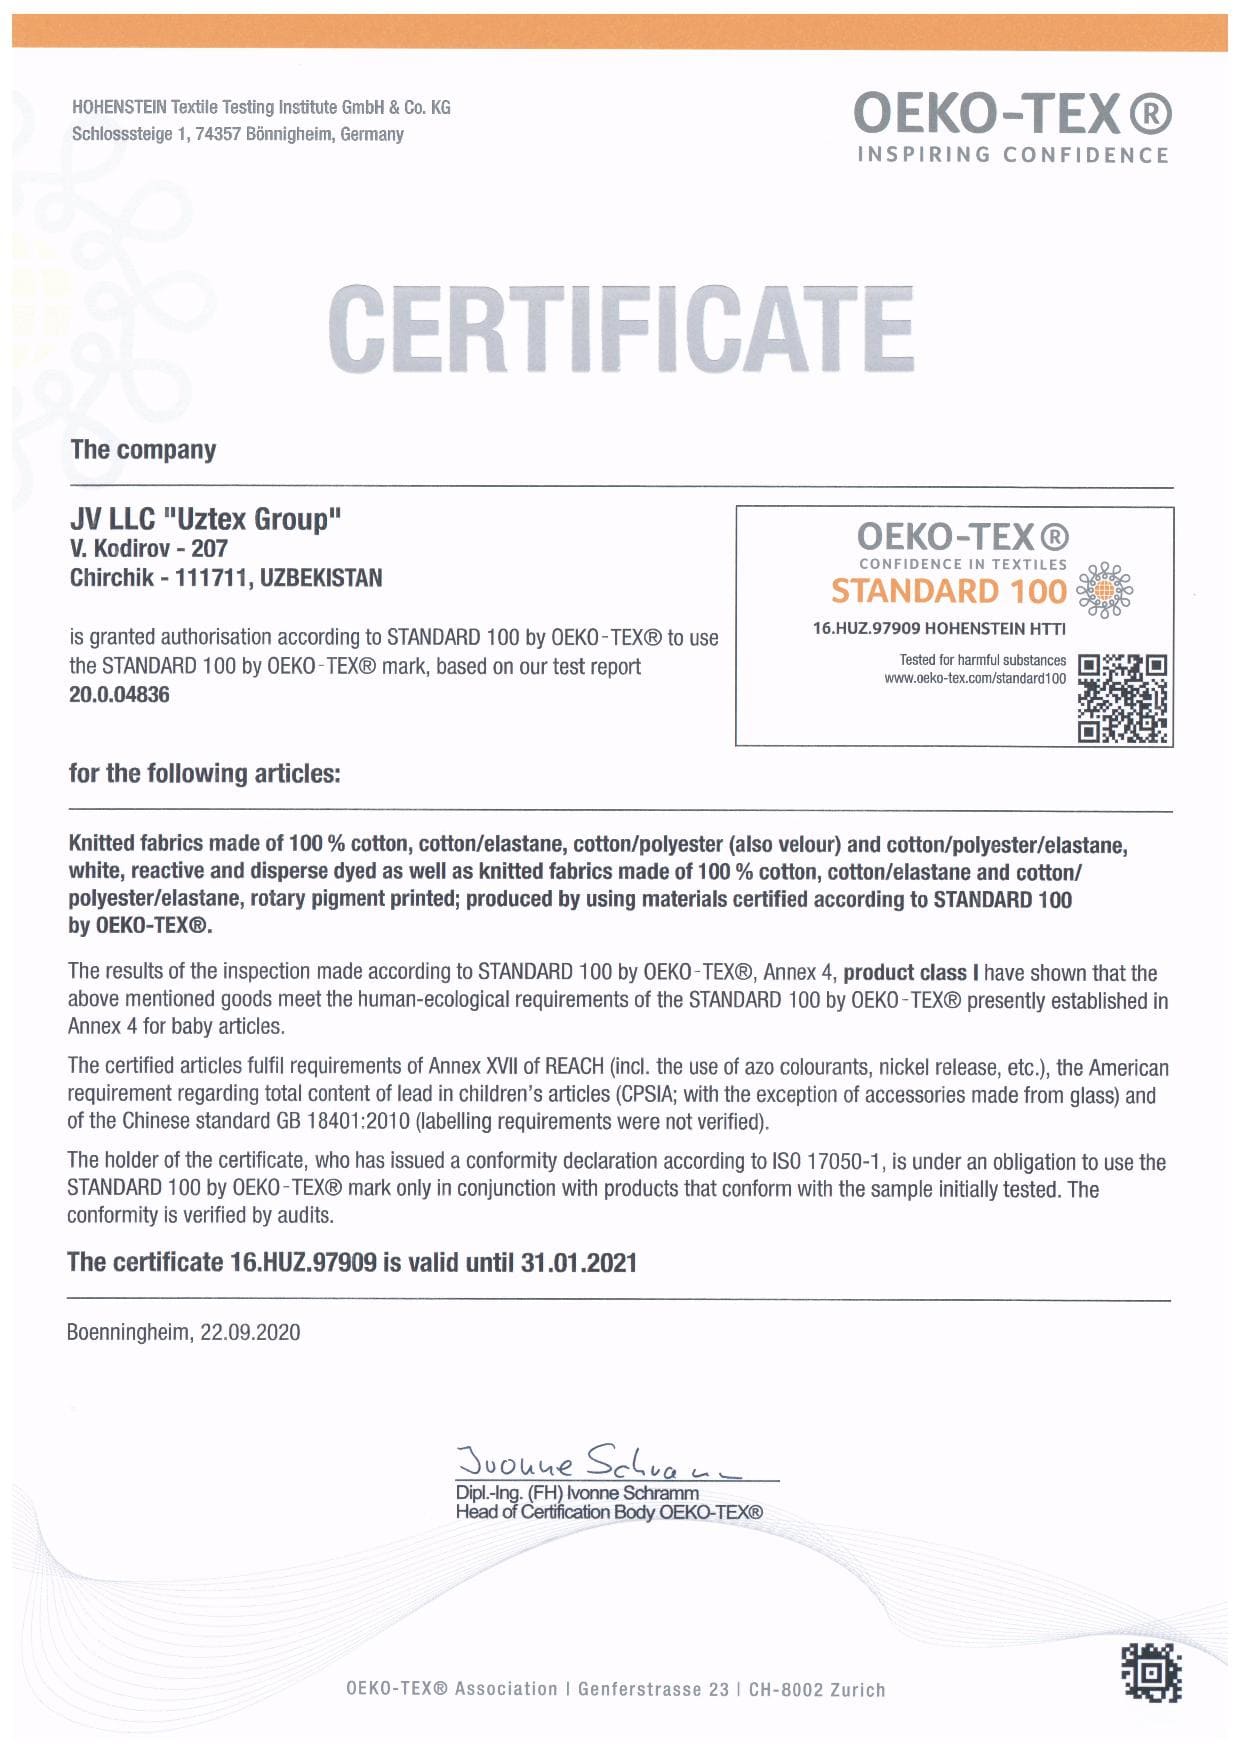 HOHENSTEIN Textile Testing Institute GmbH & Co. KG
Schlosssteige 1, 74357 Bönnigheim, Germany
OEKO-TEX®
INSPIRING CONFIDENCE
CERTIFICATE
The company
JV LLC "Uztex Group"
V. Kodirov - 207
Chirchik - 111711, UZBEKISTAN
is granted authorisation according to STANDARD 100 by OEKO-TEX® to use
the STANDARD 100 by OEKO-TEX® mark, based on our test report
20.0.04836
OEKO-TEX®
CONFIDENCE IN TEXTILES
STANDARD 100
16.HUZ.97909 HOHENSTEIN HTTI
Tested for harmful substances
www.oeko-tex.com/standard100
for the following articles:
Knitted fabrics made of 100 % cotton, cotton/elastane, cotton/polyester (also velour) and cotton/polyester/elastane,
white, reactive and disperse dyed as well as knitted fabrics made of 100 % cotton, cotton/elastane and cotton/
polyester/elastane, rotary pigment printed; produced by using materials certified according to STANDARD 100
by OEKO-TEX®.
The results of the inspection made according to STANDARD 100 by OEKO-TEX®, Annex 4, product class I have shown that the
above mentioned goods meet the human-ecological requirements of the STANDARD 100 by OEKO-TEX® presently established in
Annex 4 for baby articles.
The certified articles fulfil requirements of Annex XVII of REACH (incl. the use of azo colourants, nickel release, etc.), the American
requirement regarding total content of lead in children's articles (CPSIA; with the exception of accessories made from glass) and
of the Chinese standard GB 18401:2010 (labelling requirements were not verified).
The holder of the certificate, who has issued a conformity declaration according to ISO 17050-1, is under an obligation to use the
STANDARD 100 by OEKO-TEX® mark only in conjunction with products that conform with the sample initially tested. The
conformity is verified by audits.
The certificate 16.HUZ.97909 is valid until 31.01.2021
Boenningheim, 22.09.2020
Ivonne Schramm
Dipl.-Ing. (FH) Ivonne Schramm
Head of Certification Body OEKO-TEX®
OEKO-TEX® Association | Genferstrasse 23 | CH-8002 Zurich